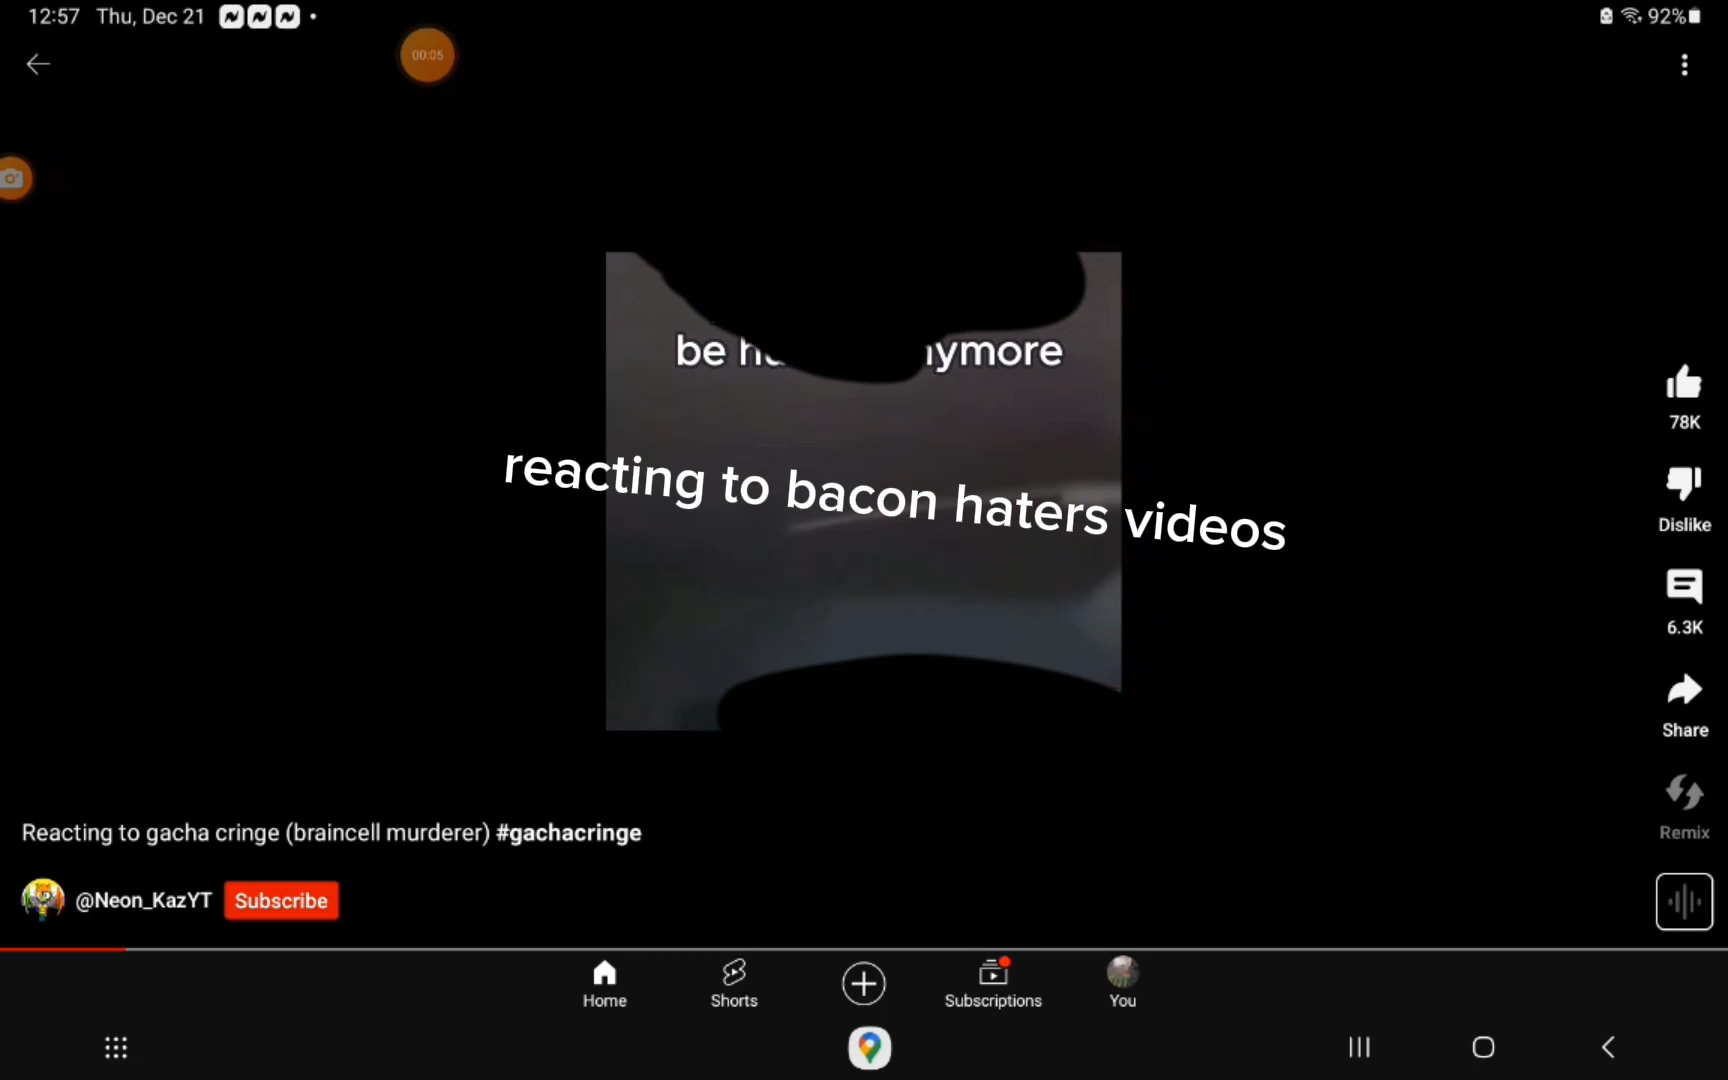 12:57 Thu, Dec 21
92%
00:05
be
reacting to bacon haters videos
78K
Dislike
6.3K
Share
Remix
Reacting to gacha cringe (braincell murderer) #gachacringe
@Neon_KazYT Subscribe
Home Shorts Subscriptions You